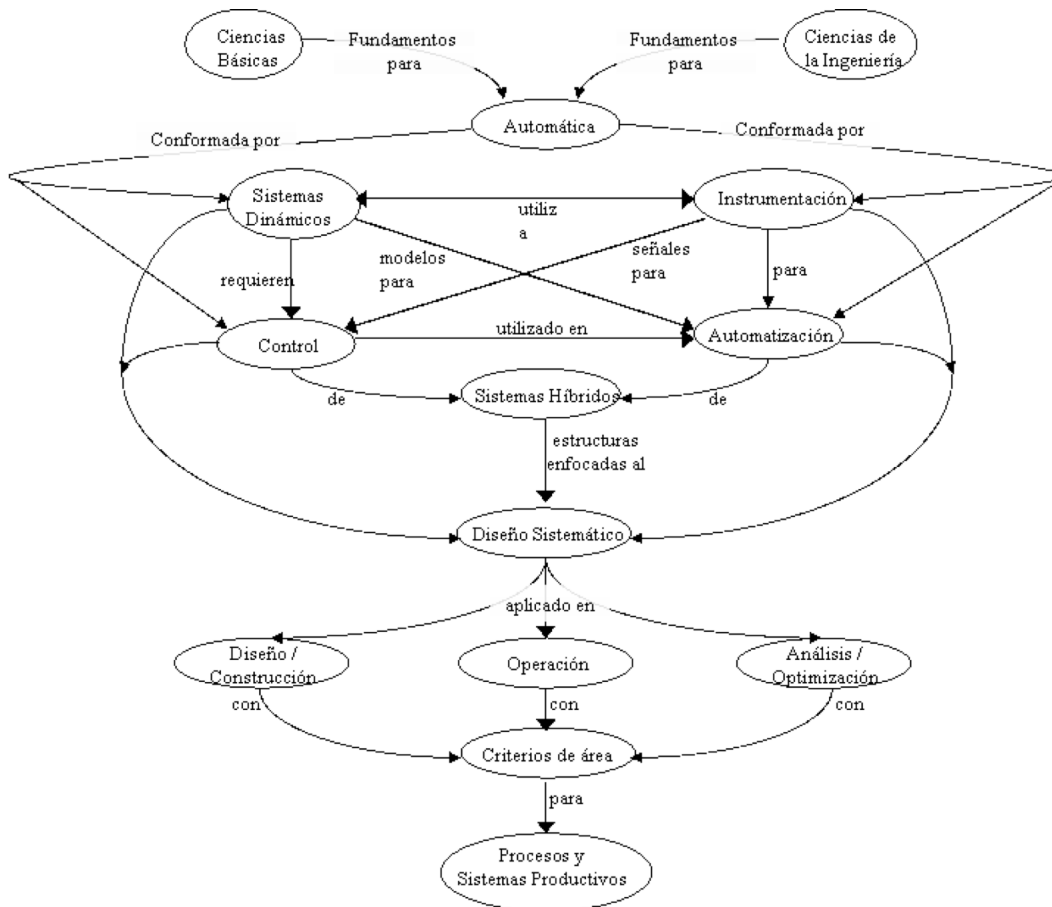 Ciencias
Básicas
Fundamentos
para
Fundamentos
para
Ciencias de
la Ingeniería
Automática
Conformada por
Conformada por
Sistemas
Dinámicos
utiliz
a
Instrumentación
requieren
modelos
para
señales
para
para
Control
utilizado en
Automatización
de
Sistemas Híbridos
de
estructuras
enfocadas al
Diseño Sistemático
aplicado en
Diseño /
Construcción
Operación
Análisis /
Optimización
con
con
con
Criterios de área
para
Procesos y
Sistemas Productivos